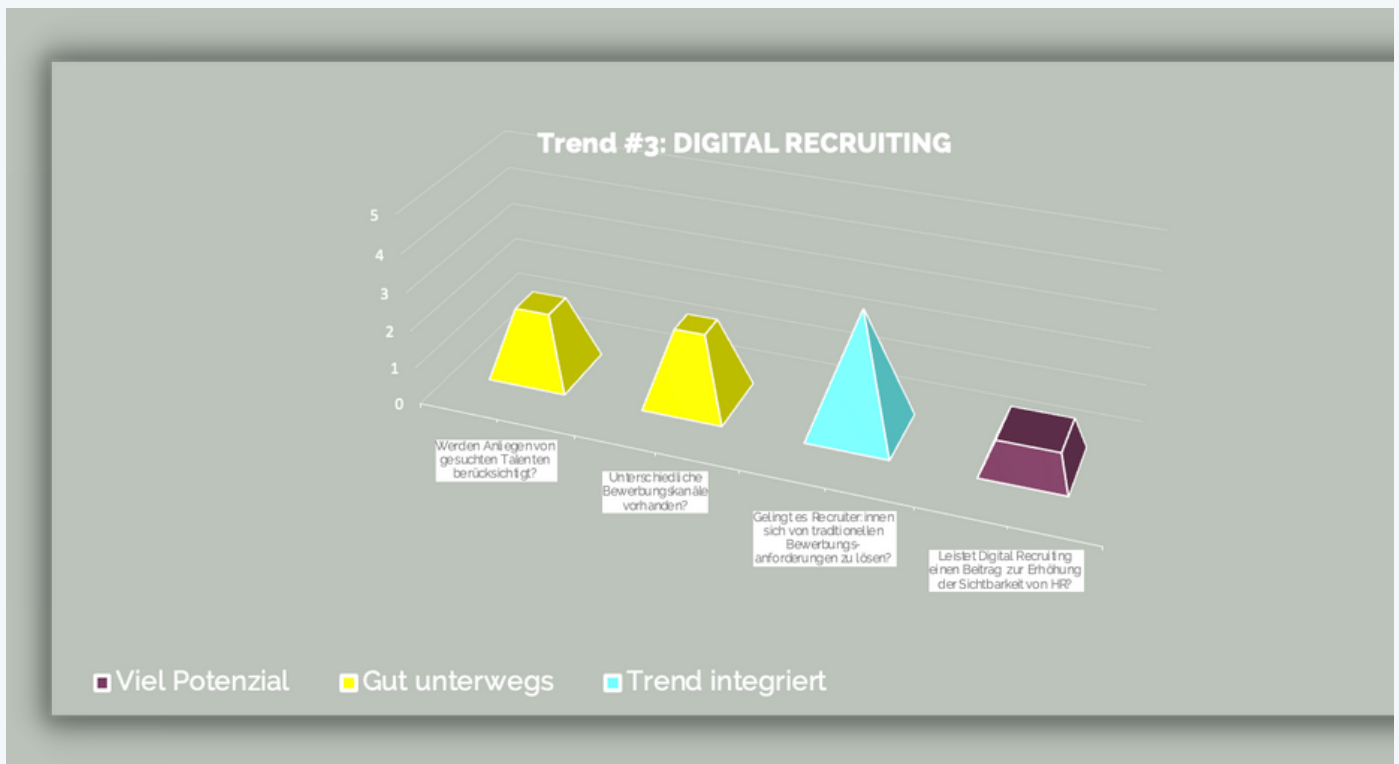 Trend #3: DIGITAL RECRUITING
5
4
3
2
1
0
Werden Anliegen von
gesuchten Talenten
berücksichtigt?
Unterschiedliche
Bewerbungskanäle
vorhanden?
Gelingt es Recruiter:innen
sich von traditionellen
Bewerbungs-
anforderungen zu lösen?
Leistet Digital Recruiting
einen Beitrag zur Erhöhung
der Sichtbarkeit von HR?
Viel Potenzial
Gut unterwegs
Trend integriert